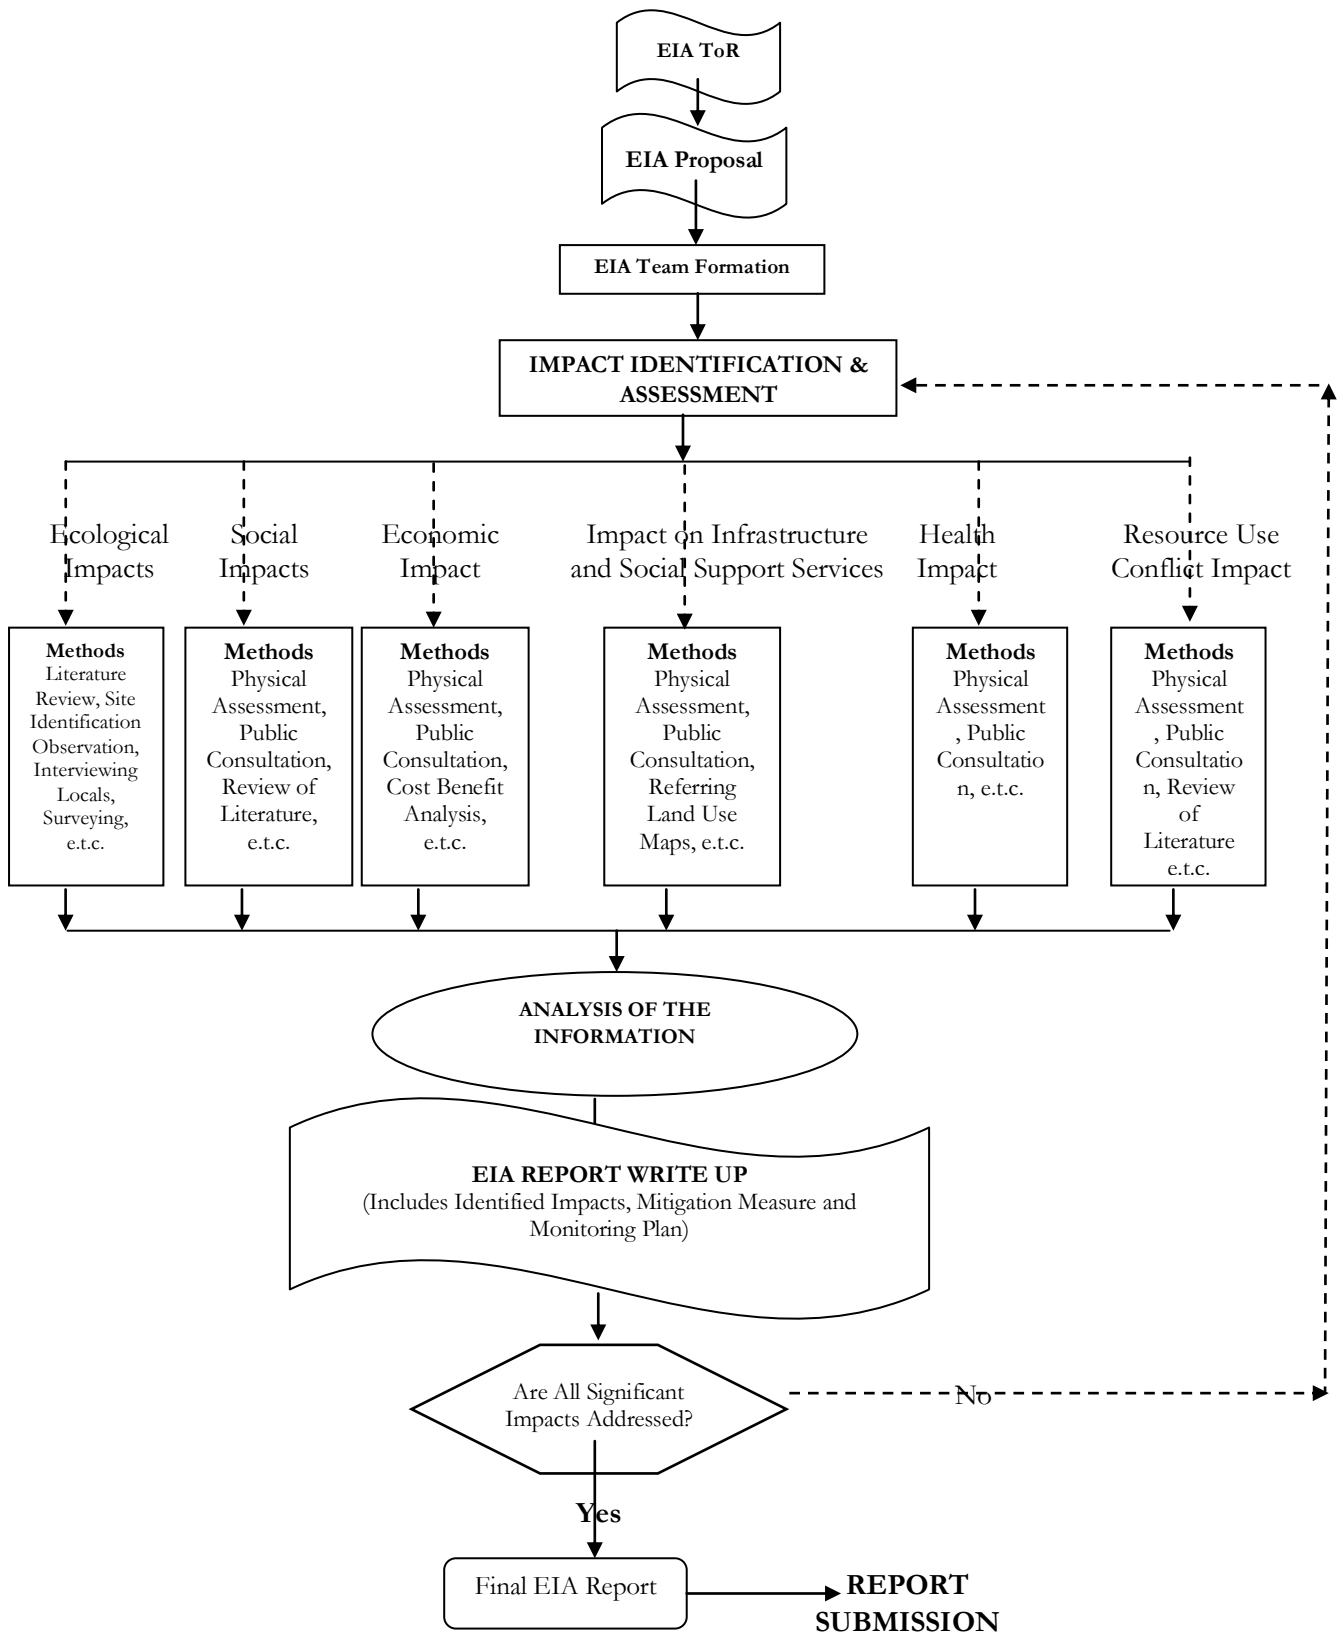 EIA ToR
EIA Proposal
EIA Team Formation
IMPACT IDENTIFICATION &
ASSESSMENT
Ecological
Impacts
Social
Impacts
Economic
Impact
Impact on Infrastructure
and Social Support Services
Health
Impact
Resource Use
Conflict Impact
Methods
Literature
Review, Site
Identification
Observation,
Interviewing
Locals,
Surveying,
e.t.c.
Methods
Physical
Assessment,
Public
Consultation,
Review of
Literature,
e.t.c.
Methods
Physical
Assessment,
Public
Consultation,
Cost Benefit
Analysis,
e.t.c.
Methods
Physical
Assessment,
Public
Consultation,
Referring
Land Use
Maps, e.t.c.
Methods
Physical
Assessment
, Public
Consultatio
n, e.t.c.
Methods
Physical
Assessment
, Public
Consultatio
n, Review
of
Literature
e.t.c.
ANALYSIS OF THE
INFORMATION
EIA REPORT WRITE UP
(Includes Identified Impacts, Mitigation Measure and
Monitoring Plan)
Are All Significant
Impacts Addressed?
No
Yes
Final EIA Report
REPORT
SUBMISSION